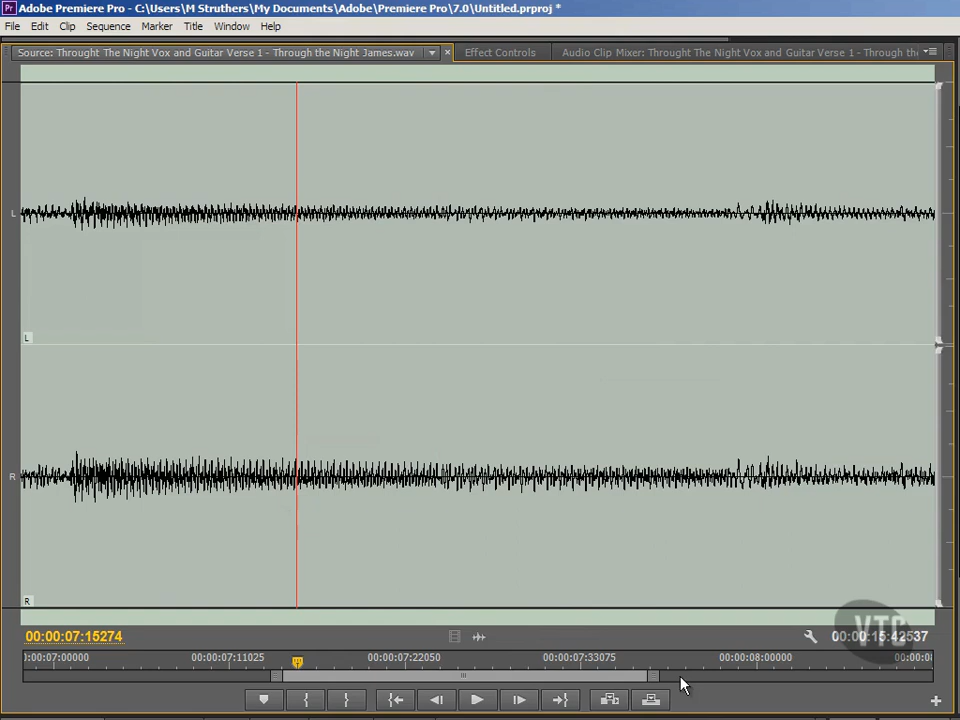 Adobe Premiere Pro - C:\Users\M Struthers\My Documents\Adobe\Premiere Pro\7.0\Untitled.prproj *
File Edit Clip Sequence Marker Title Window Help
Source: Throught The Night Vox and Guitar Verse 1 - Through the Night James.wav Effect Controls Audio Clip Mixer: Throught The Night Vox and Guitar Verse 1 - Through the
L
L
R
R
00:00:07:15274 00:00:15:42537
VTC
):00:07:00000 00:00:07:11025 00:00:07:22050 00:00:07:33075 00:00:08:00000 00:00:0